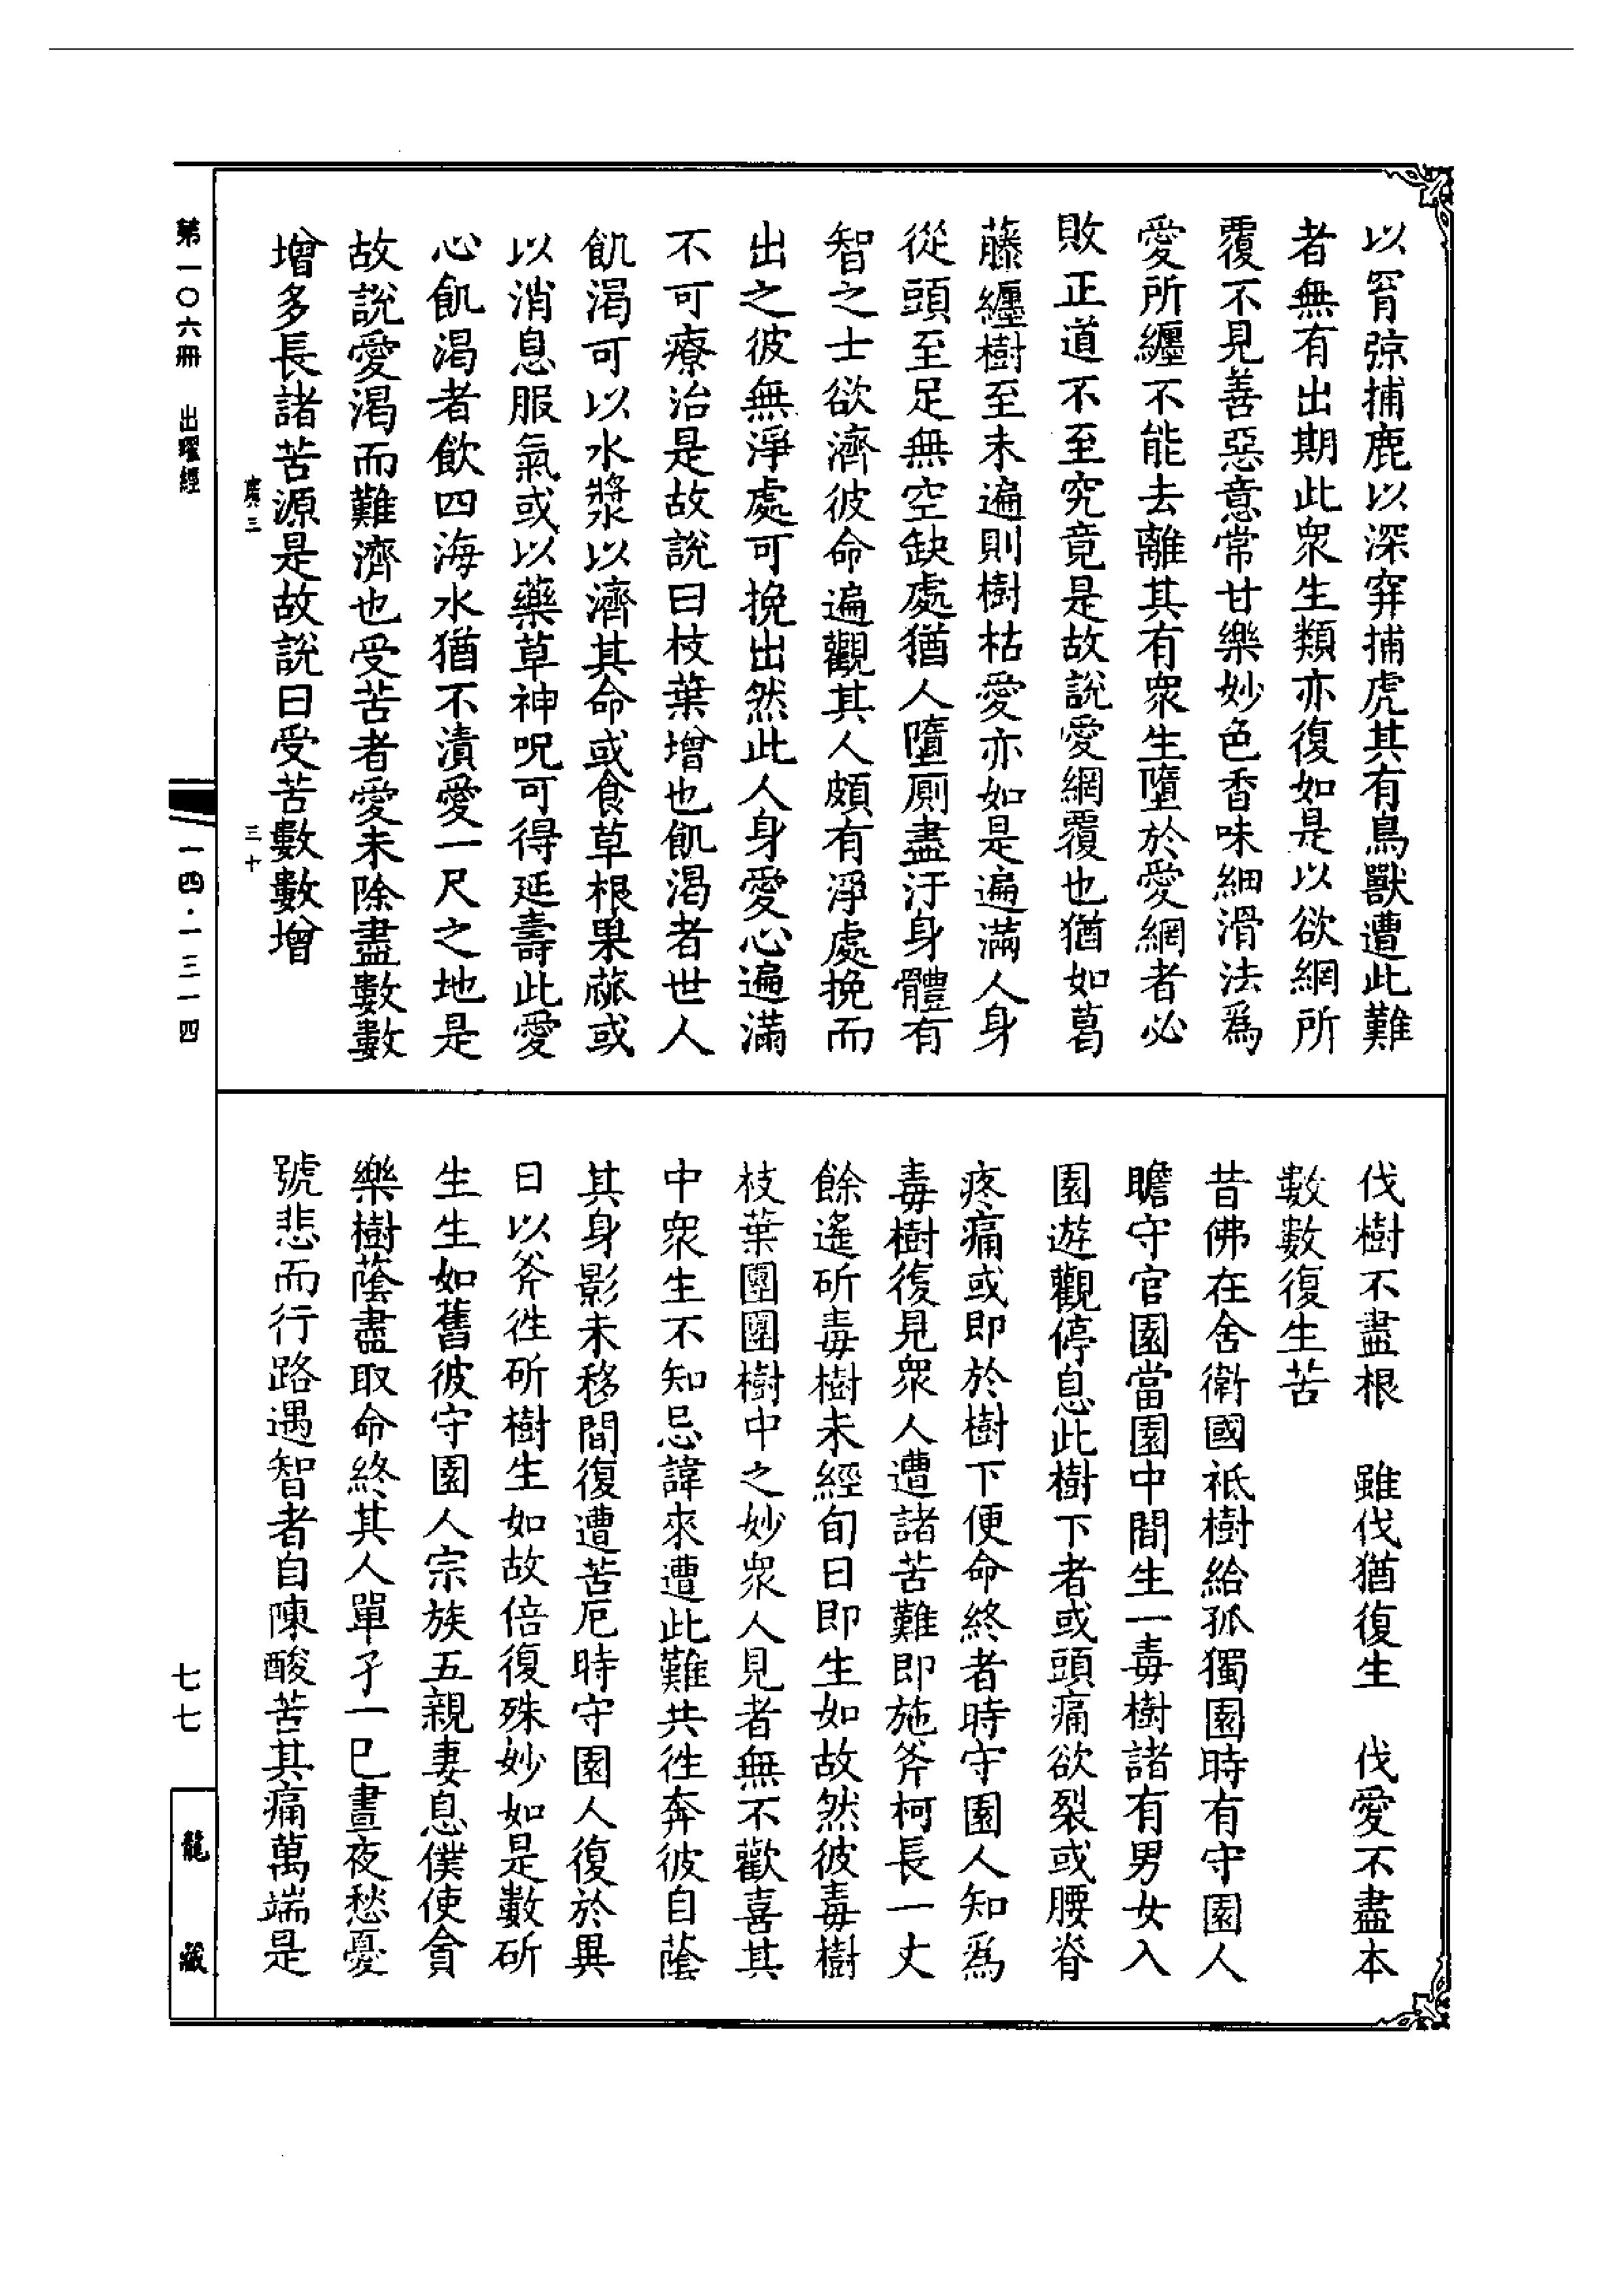 以罥弶捕鹿以深穽捕虎其有鳥獸遭此難
者無有出期此衆生類亦復如是以欲網所
覆不見善惡意常甘樂妙色香味細滑法爲
愛所纏不能去離其有衆生墮於愛網者必
敗正道不至究竟是故說愛網覆也猶如葛
藤纏樹至末遍則樹枯愛亦如是遍滿人身
從頭至足無空缺處猶人墮厠盡汙身體有
智之士欲濟彼命遍觀其人頗有淨處挽而
出之彼無淨處可挽出然此人身愛心遍滿
不可療治是故說曰枝葉增也飢渴者世人
飢渴可以水漿以濟其命或食草根果蓏或
以消息服氣或以藥草神呪可得延壽此愛
心飢渴者飲四海水猶不漬愛一尺之地是
故說愛渴而難濟也受苦者愛未除盡數數
增多長諸苦源是故說曰受苦數數增
伐樹不盡根　雖伐猶復生　伐愛不盡本
數數復生苦
昔佛在舍衛國祇樹給孤獨園時有守園人
瞻守官園當園中間生一毒樹諸有男女入
園遊觀停息此樹下者或頭痛欲裂或腰脊
疼痛或即於樹下便命終者時守園人知爲
毒樹復見衆人遭諸苦難即施斧柯長一丈
餘遙斫毒樹未經旬日即生如故然彼毒樹
枝葉團團樹中之妙衆人見者無不歡喜其
中衆生不知忌諱來遭此難共徃奔彼自蔭
其身影未移間復遭苦厄時守園人復於異
日以斧徃斫樹生如故倍復殊妙如是數斫
生生如舊彼守園人宗族五親妻息僕使貪
樂樹蔭盡取命終其人單孑一已晝夜愁憂
號悲而行路遇智者自陳酸苦其痛萬端是
第一〇六冊　出曜經
廣三　三十
一四·一三一四
七七
龍藏